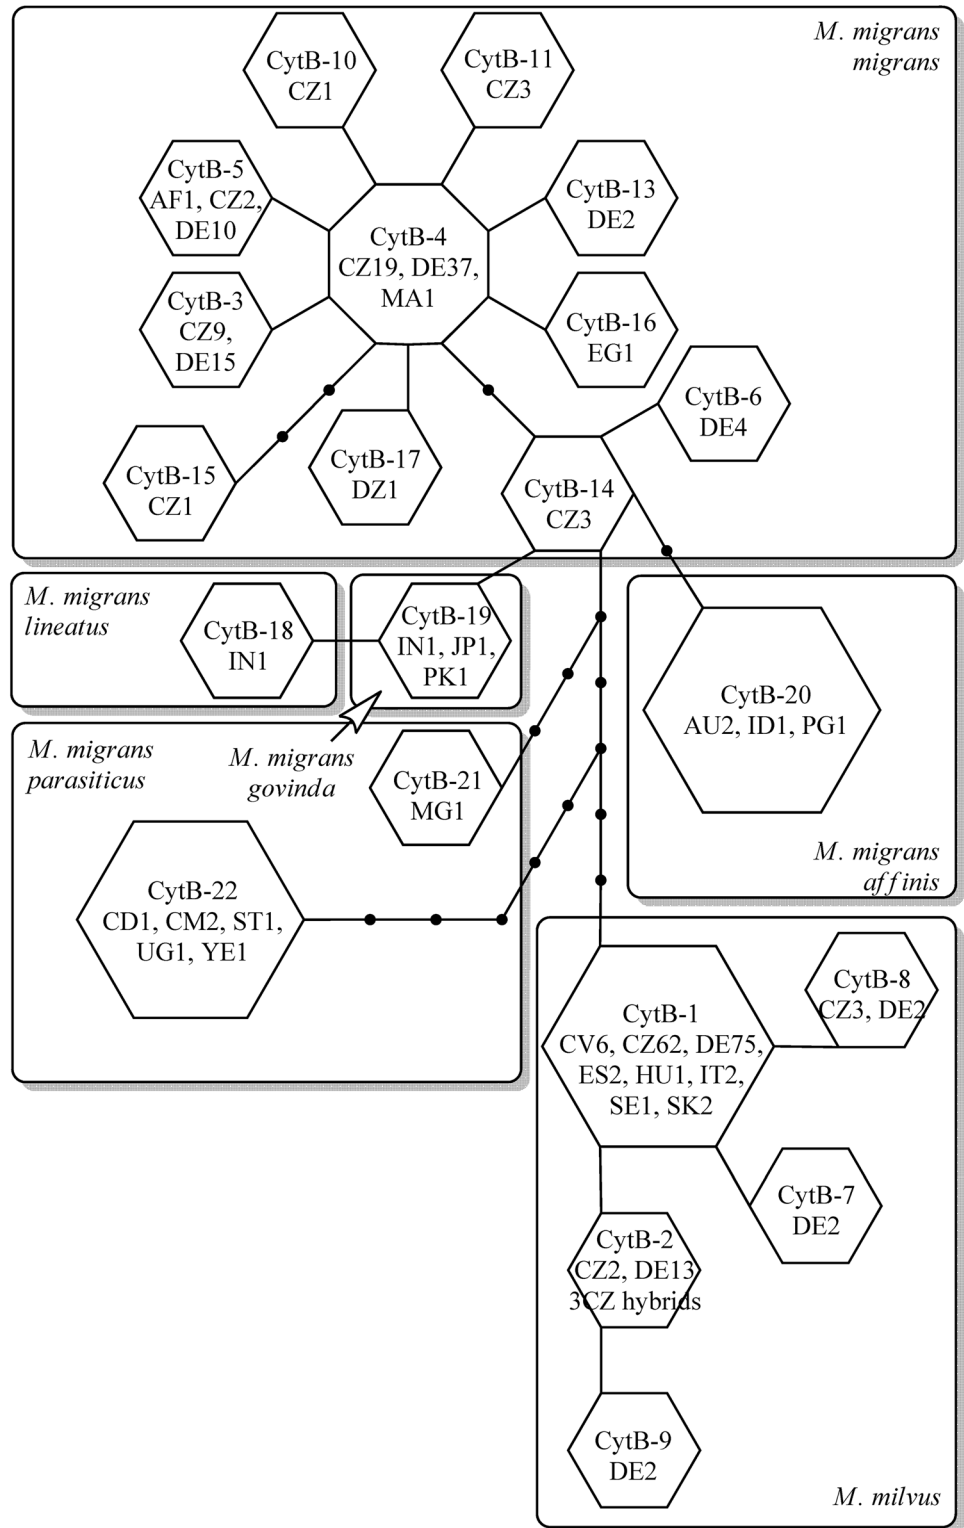 M. migrans
migrans
CytB-10
CZ1
CytB-11
CZ3
CytB-5
AF1, CZ2,
DE10
CytB-13
DE2
CytB-4
CZ19, DE37,
MA1
CytB-3
CZ9,
DE15
CytB-16
EG1
CytB-6
DE4
CytB-15
CZ1
CytB-17
DZ1
CytB-14
CZ3
M. migrans
lineatus
CytB-18
IN1
CytB-19
IN1, JP1,
PK1
CytB-20
AU2, ID1, PG1
M. migrans
affinis
M. migrans
parasiticus
M. migrans
govinda
CytB-21
MG1
CytB-22
CD1, CM2, ST1,
UG1, YE1
CytB-8
CZ3, DE2
CytB-1
CV6, CZ62, DE75,
ES2, HU1, IT2,
SE1, SK2
CytB-7
DE2
CytB-2
CZ2, DE13
3CZ hybrids
CytB-9
DE2
M. milvus